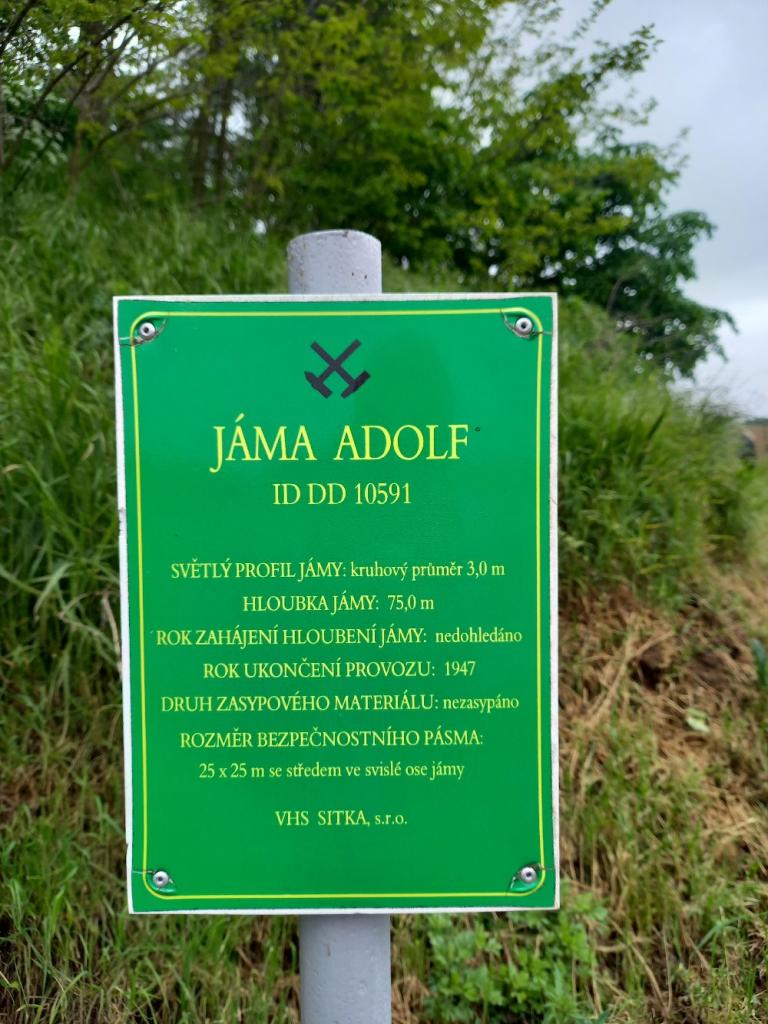 JÁMA ADOLF
ID DD 10591
SVĚTLÝ PROFIL JÁMY: kruhový průměr 3,0 m
HLOUBKA JÁMY: 75,0 m
ROK ZAHÁJENÍ HLOUBENÍ JÁMY: nedohledáno
ROK UKONČENÍ PROVOZU: 1947
DRUH ZASYPOVÉHO MATERIÁLU: nezasypáno
ROZMĚR BEZPEČNOSTNÍHO PÁSMA:
25 x 25 m se středem ve svislé ose jámy
VHS SITKA, s.r.o.